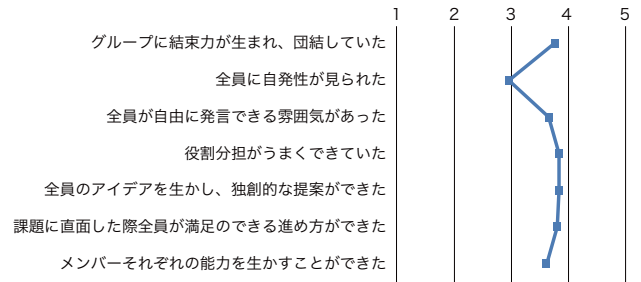 1 2 3 4 5
グループに結束力が生まれ、団結していた
全員に自発性が見られた
全員が自由に発言できる雰囲気があった
役割分担がうまくできていた
全員のアイデアを生かし、独創的な提案ができた
課題に直面した際全員が満足のできる進め方ができた
メンバーそれぞれの能力を生かすことができた